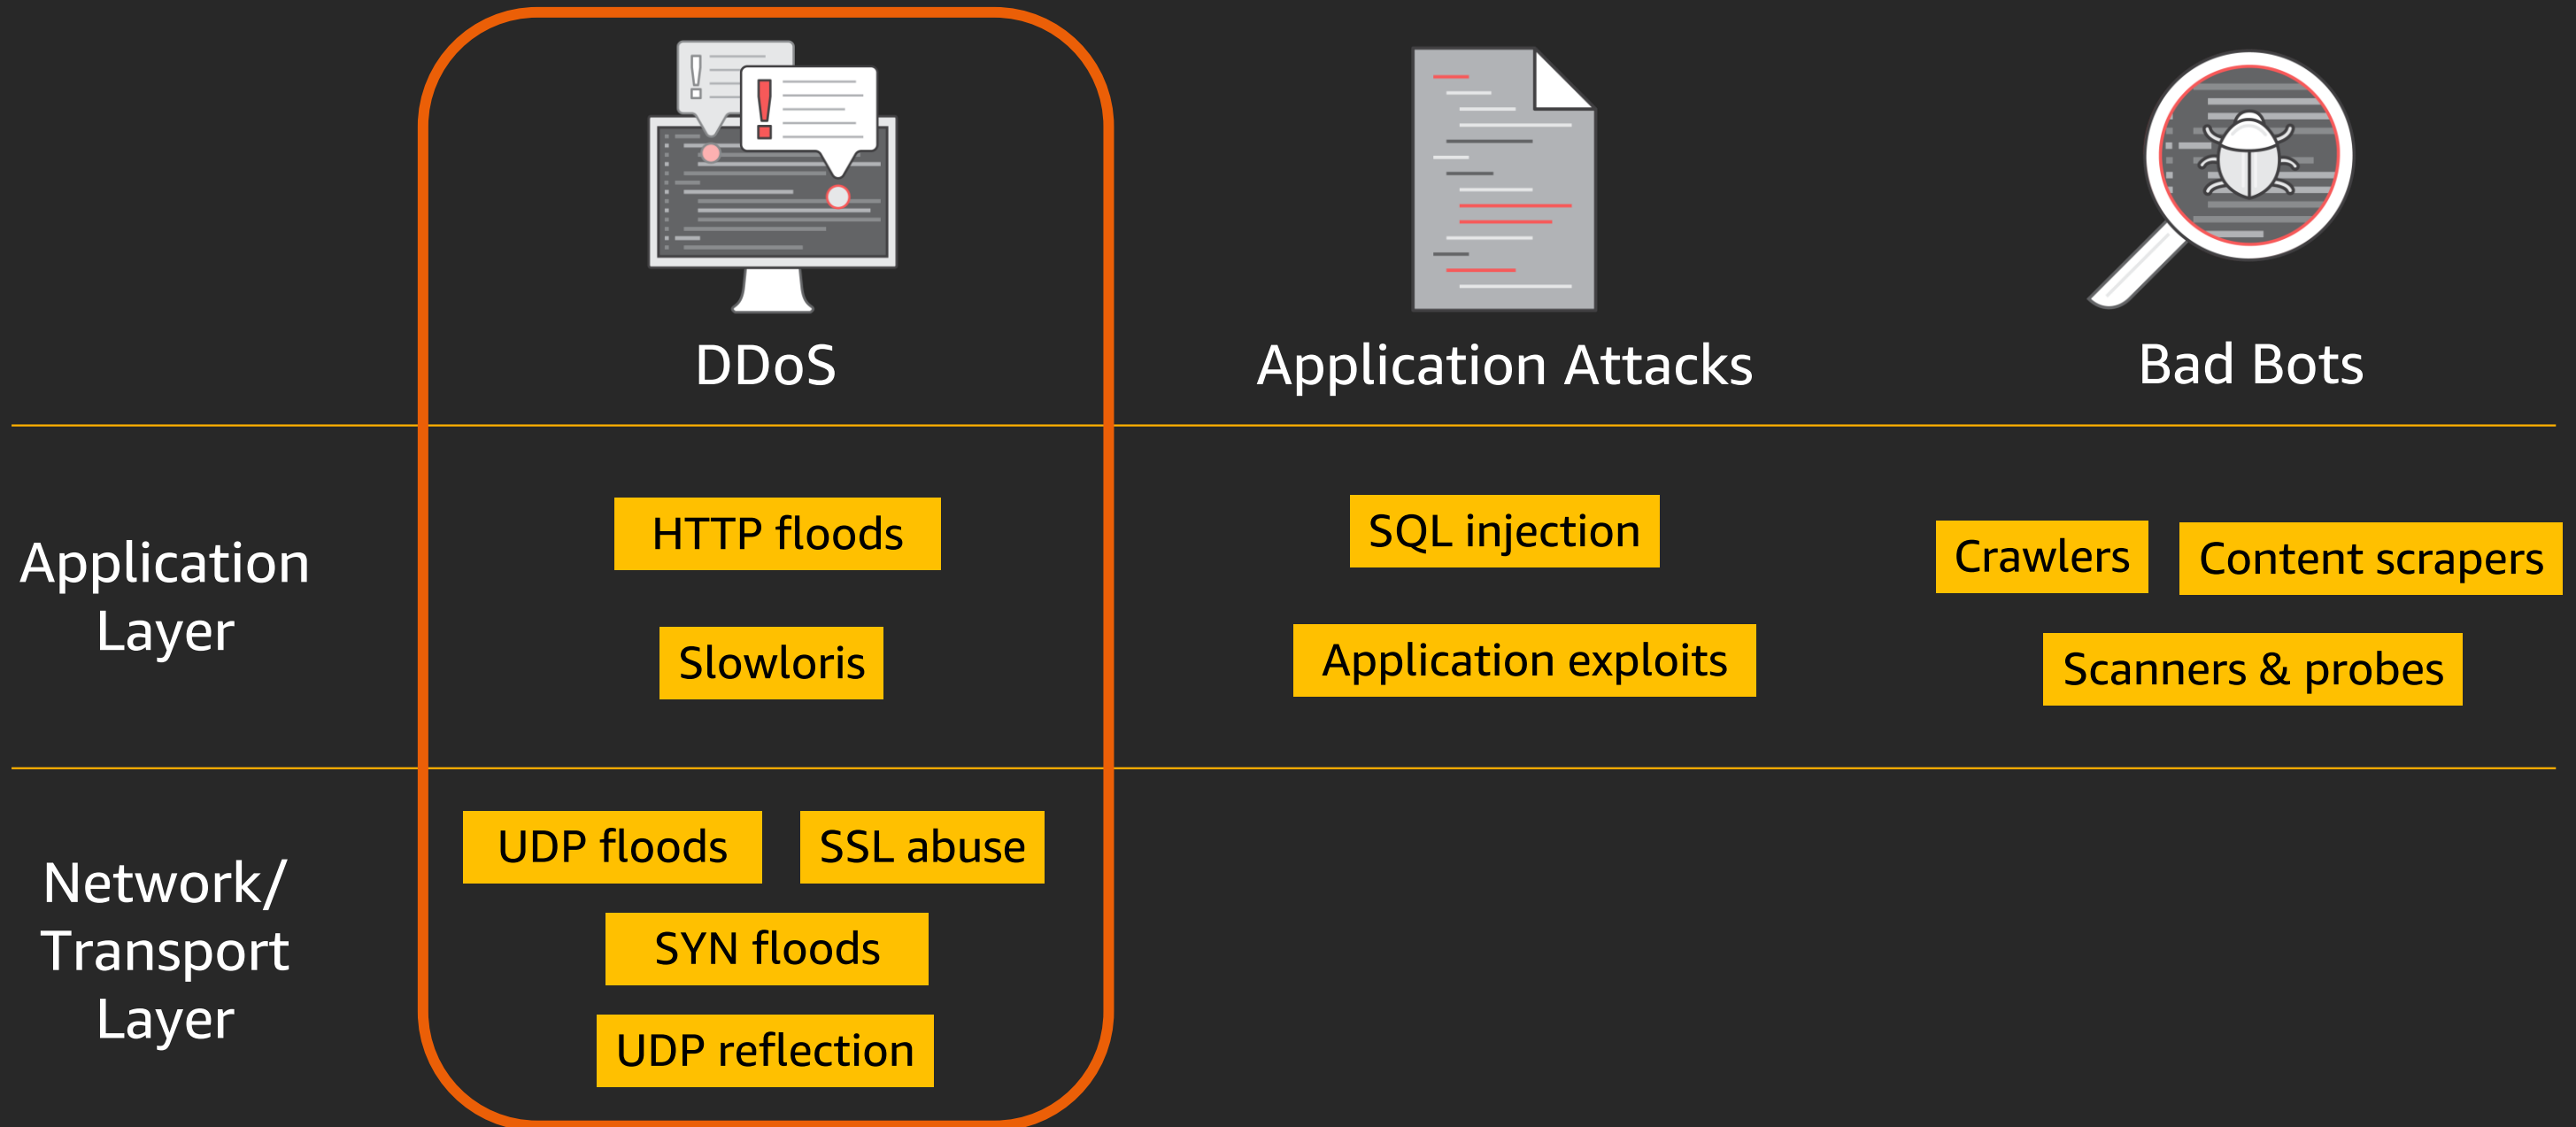 DDoS
Application Attacks
Bad Bots
Application
Layer
HTTP floods
Slowloris
SQL injection
Application exploits
Crawlers
Content scrapers
Scanners & probes
Network/
Transport
Layer
UDP floods
SSL abuse
SYN floods
UDP reflection